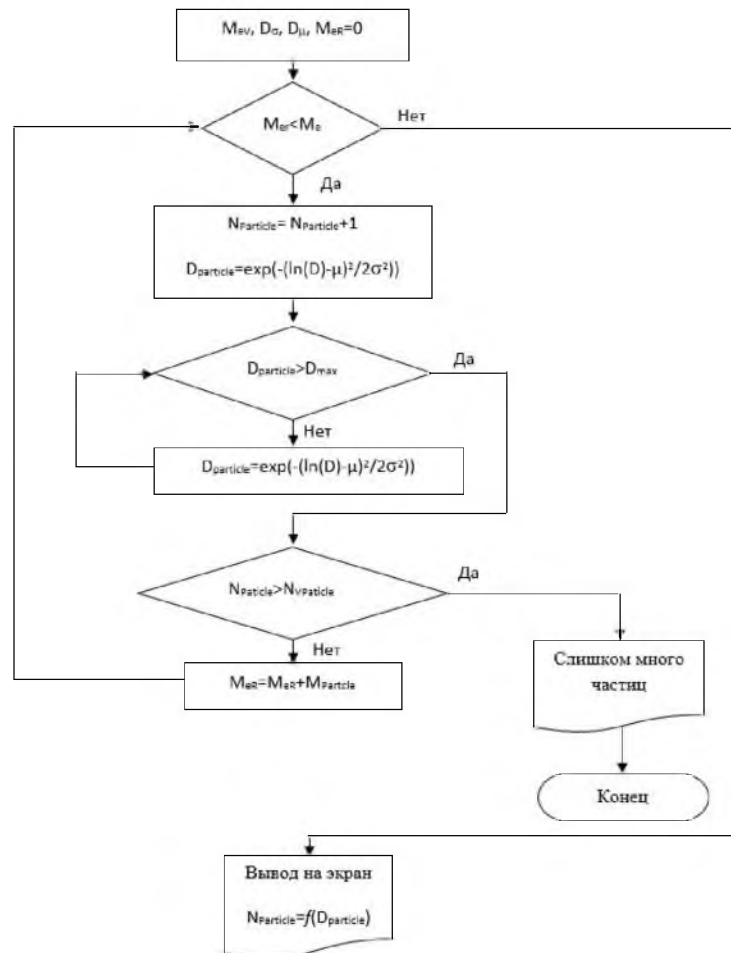 MeV, Dσ, Dμ, MeR=0
Mer<Me
Нет
Да
NParticle= NParticle+1
Dparticle=exp(-(ln(D)-μ)²/2σ²))
Dparticle>Dmax
Да
Нет
Dparticle=exp(-(ln(D)-μ)²/2σ²))
NPaticle>NVPaticle
Да
Нет
MeR=MeR+MPartcle
Слишком много
частиц
Конец
Вывод на экран
NParticle=f(Dparticle)